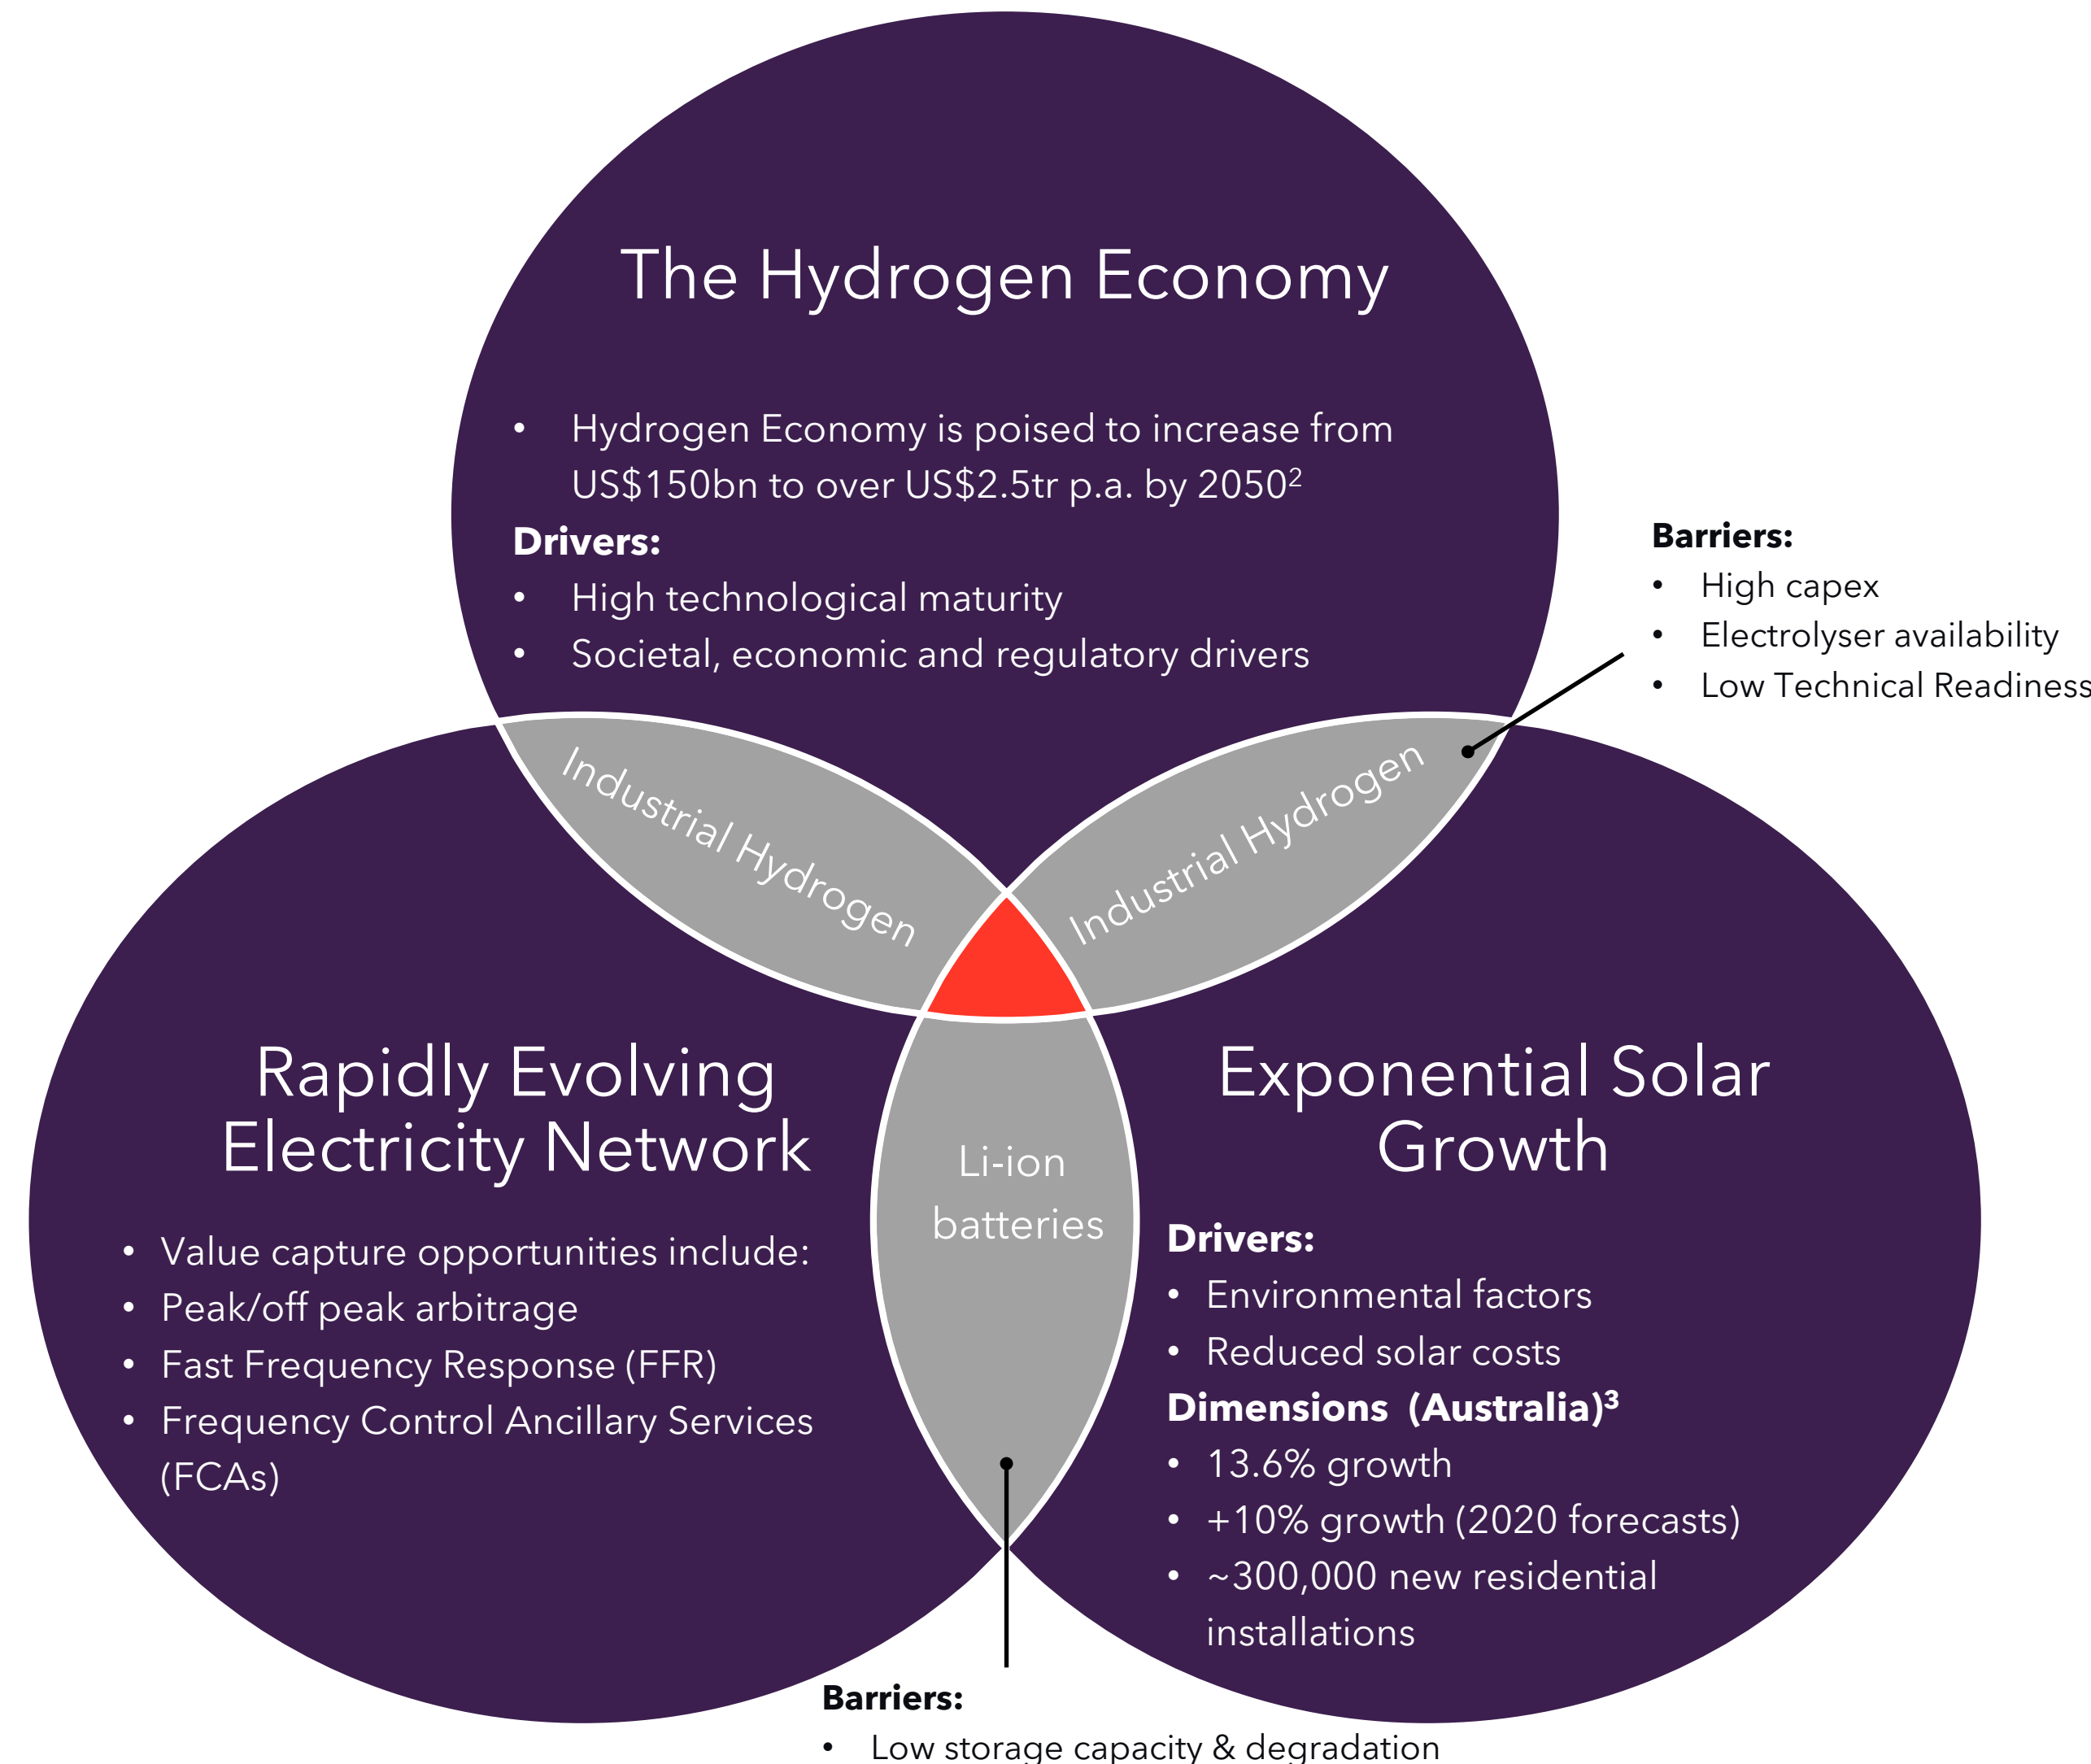 The Hydrogen Economy
• Hydrogen Economy is poised to increase from
US$150bn to over US$2.5tr p.a. by 2050²
Drivers:
• High technological maturity
• Societal, economic and regulatory drivers
Barriers:
• High capex
• Electrolyser availability
• Low Technical Readiness
Industrial Hydrogen
Industrial Hydrogen
Rapidly Evolving
Electricity Network
• Value capture opportunities include:
• Peak/off peak arbitrage
• Fast Frequency Response (FFR)
• Frequency Control Ancillary Services
(FCAs)
Li-ion
batteries
Exponential Solar
Growth
Drivers:
• Environmental factors
• Reduced solar costs
Dimensions (Australia)³
• 13.6% growth
• +10% growth (2020 forecasts)
• ~300,000 new residential
installations
Barriers:
• Low storage capacity & degradation